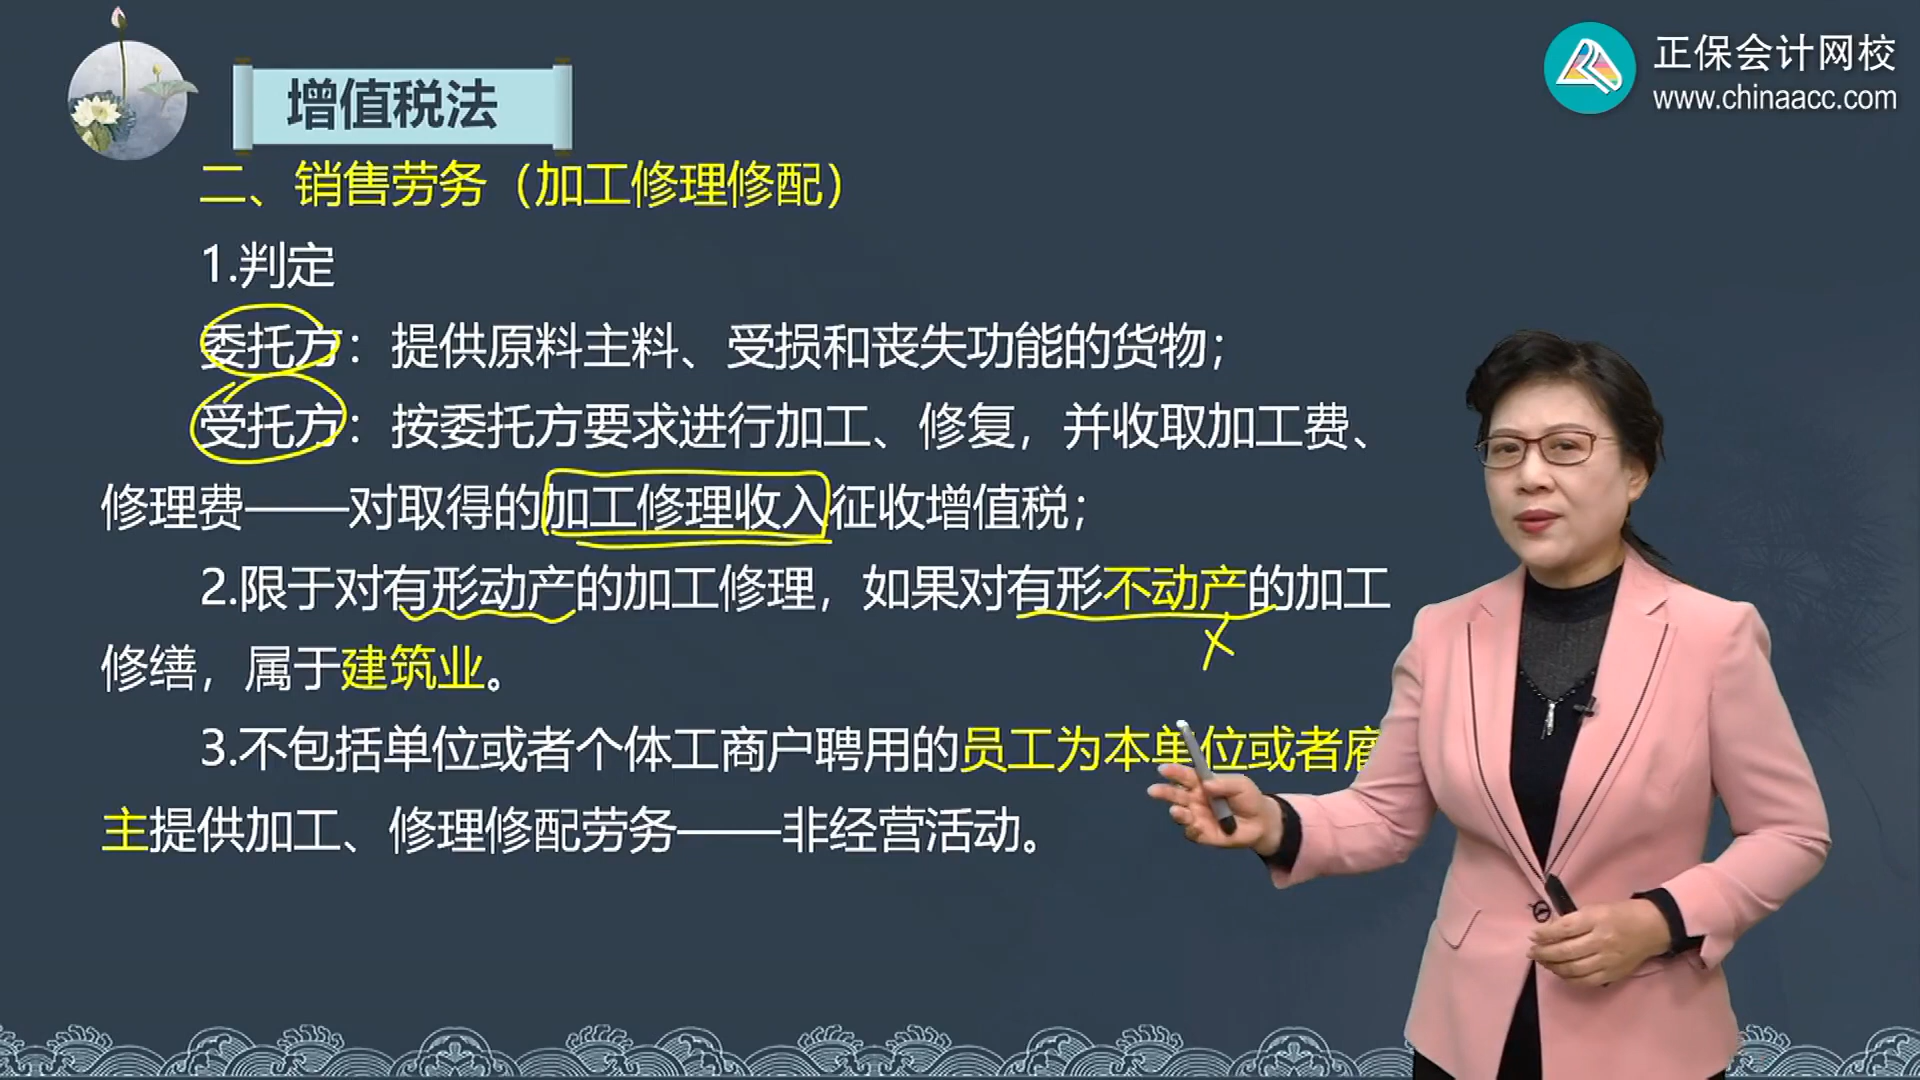 正保会计网校
www.chinaacc.com
增值税法
二、销售劳务（加工修理修配）
1.判定
委托方：提供原料主料、受损和丧失功能的货物；
受托方：按委托方要求进行加工、修复，并收取加工费、
修理费——对取得的加工修理收入征收增值税；
2.限于对有形动产的加工修理，如果对有形不动产的加工
修缮，属于建筑业。
3.不包括单位或者个体工商户聘用的员工为本单位或者雇
主提供加工、修理修配劳务——非经营活动。